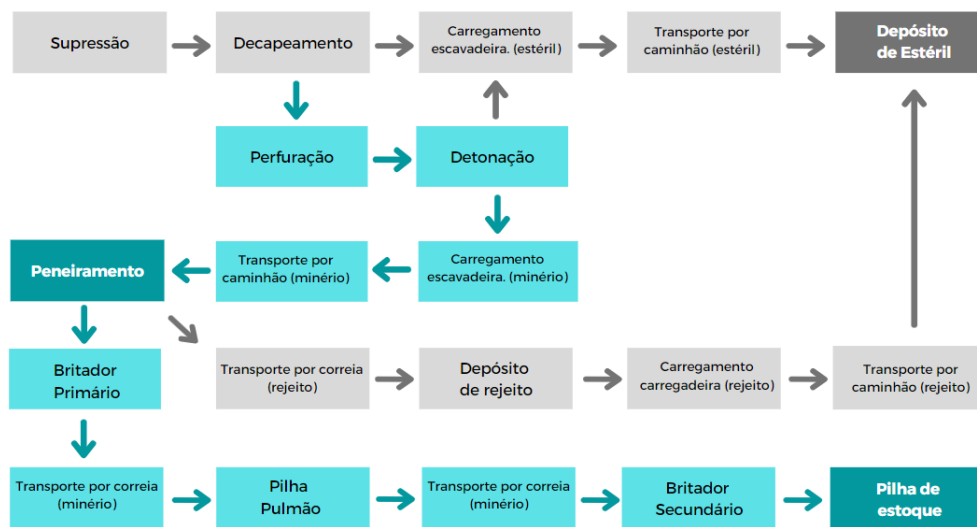 Supressão
Decapeamento
Carregamento
escavadeira. (estéril)
Transporte por
caminhão (estéril)
Depósito
de Estéril
Perfuração
Detonação
Peneiramento
Transporte por
caminhão (minério)
Carregamento
escavadeira. (minério)
Britador
Primário
Transporte por correia
(rejeito)
Depósito
de rejeito
Carregamento
carregadeira (rejeito)
Transporte por
caminhão (rejeito)
Transporte por correia
(minério)
Pilha
Pulmão
Transporte por correia
(minério)
Britador
Secundário
Pilha de
estoque